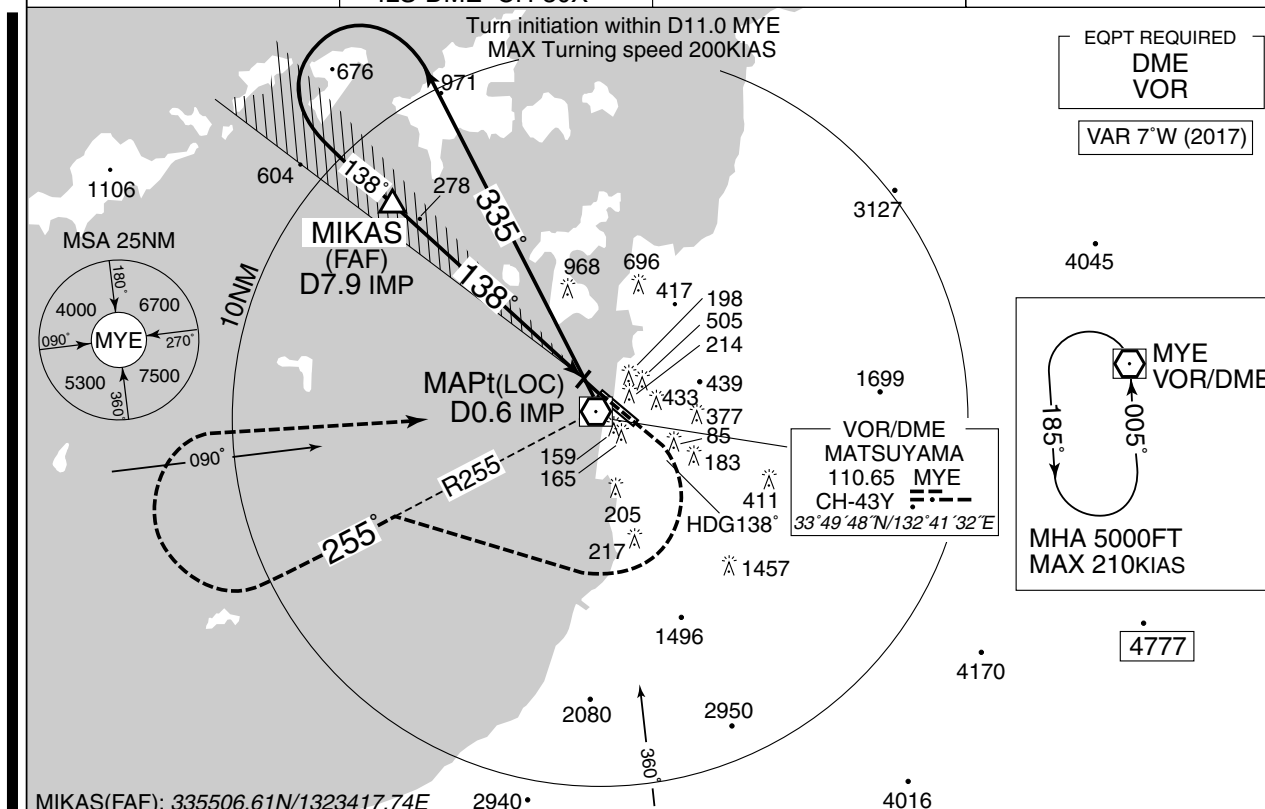 Turn initiation within D11.0 MYE
MAX Turning speed 200KIAS
EQPT REQUIRED
DME
VOR
VAR 7°W (2017)
676
971
604
278
1106
138°
335°
3127
4045
MIKAS
(FAF)
D7.9 IMP
138°
MSA 25NM
180°
4000
6700
090°
MYE
270°
5300
7500
360°
10NM
968
696
417
198
505
214
439
433
377
85
183
1699
MAPt(LOC)
D0.6 IMP
159
165
090°
R255
255°
205
217
411
HDG138°
1457
VOR/DME
MATSUYAMA
110.65 MYE
CH-43Y
33°49´48˝N/132°41´32˝E
MYE
VOR/DME
185°
005°
MHA 5000FT
MAX 210KIAS
1496
4777
4170
2080
2950
360°
MIKAS(FAF): 335506.61N/1323417.74E
2940
4016